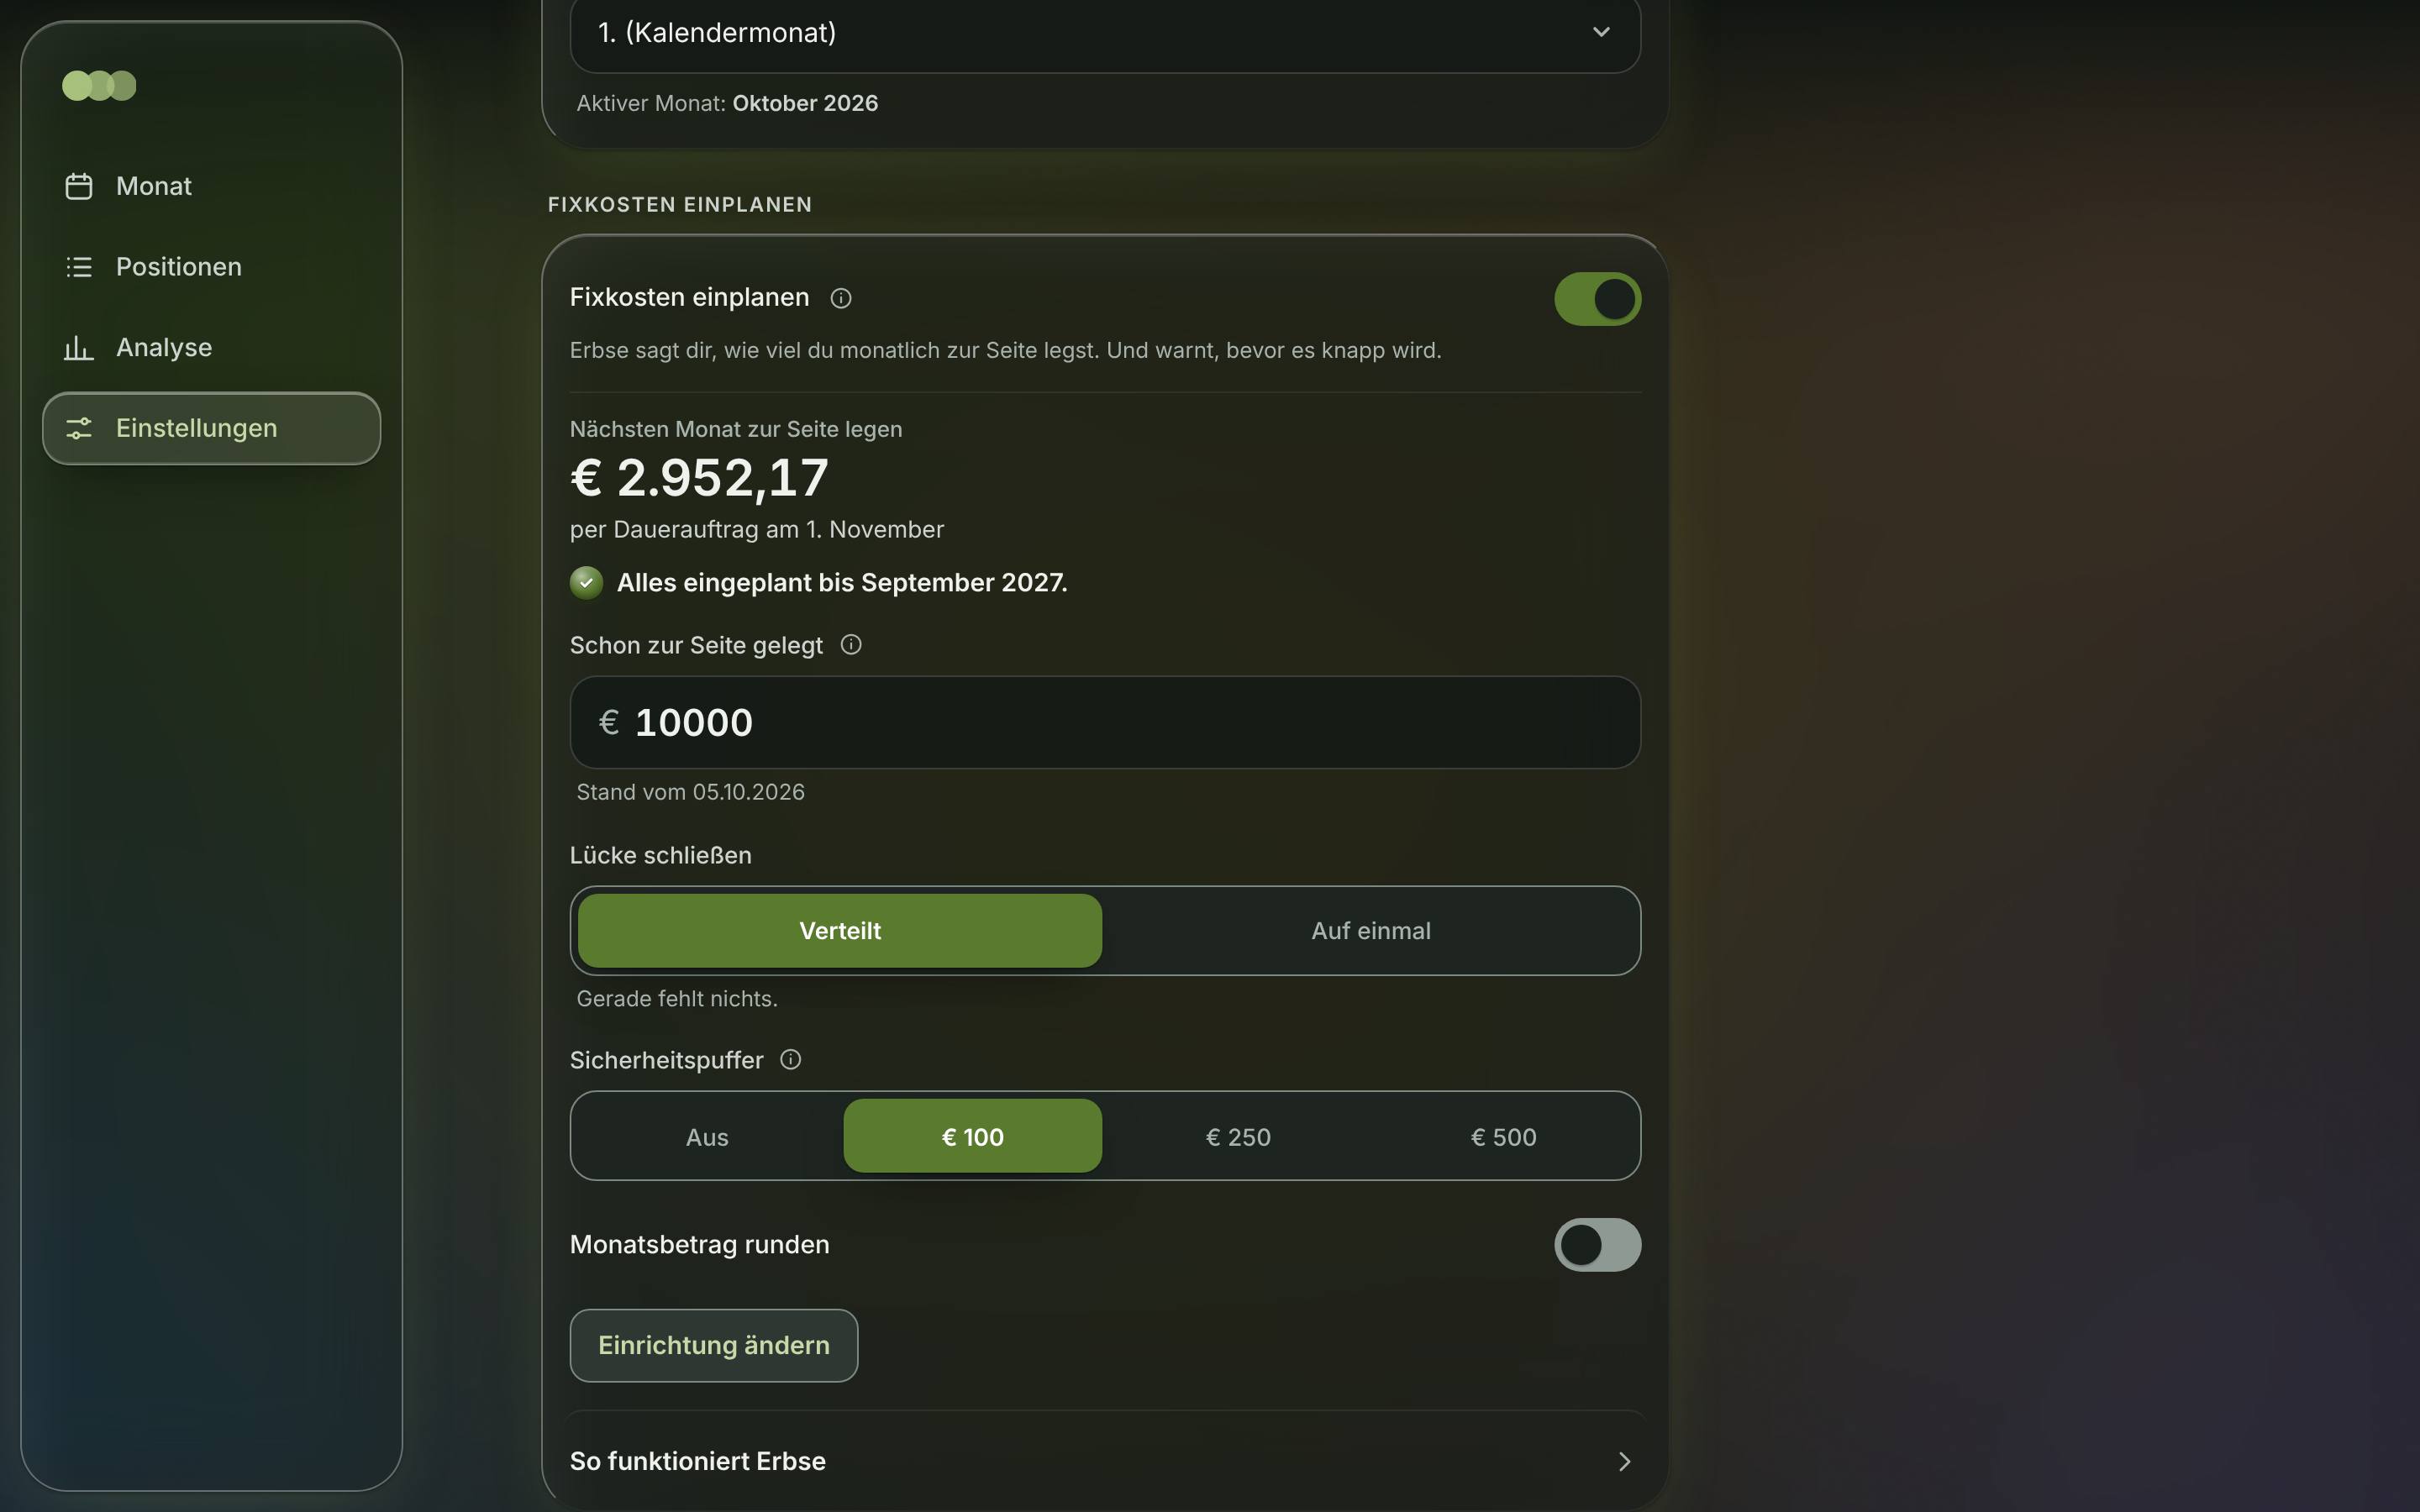 1. (Kalendermonat)
Aktiver Monat: Oktober 2026
Monat
Positionen
Analyse
Einstellungen
FIXKOSTEN EINPLANEN
Fixkosten einplanen
Erbse sagt dir, wie viel du monatlich zur Seite legst. Und warnt, bevor es knapp wird.
Nächsten Monat zur Seite legen
€ 2.952,17
per Dauerauftrag am 1. November
Alles eingeplant bis September 2027.
Schon zur Seite gelegt
€ 10000
Stand vom 05.10.2026
Lücke schließen
Verteilt Auf einmal
Gerade fehlt nichts.
Sicherheitspuffer
Aus € 100 € 250 € 500
Monatsbetrag runden
Einrichtung ändern
So funktioniert Erbse